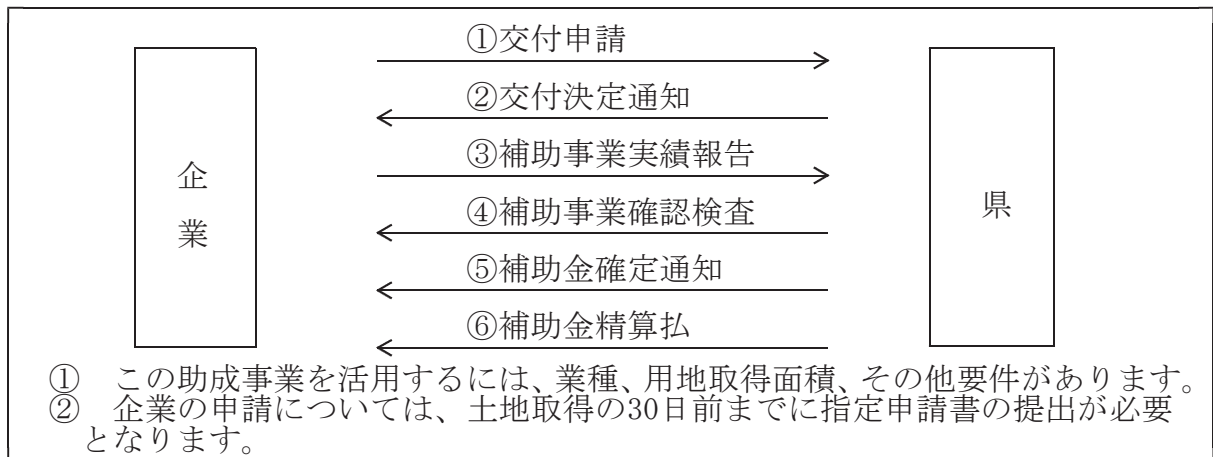 ①交付申請
②交付決定通知
③補助事業実績報告
④補助事業確認検査
⑤補助金確定通知
⑥補助金精算払
企業
県
① この助成事業を活用するには、業種、用地取得面積、その他要件があります。
② 企業の申請については、土地取得の30日前までに指定申請書の提出が必要
となります。